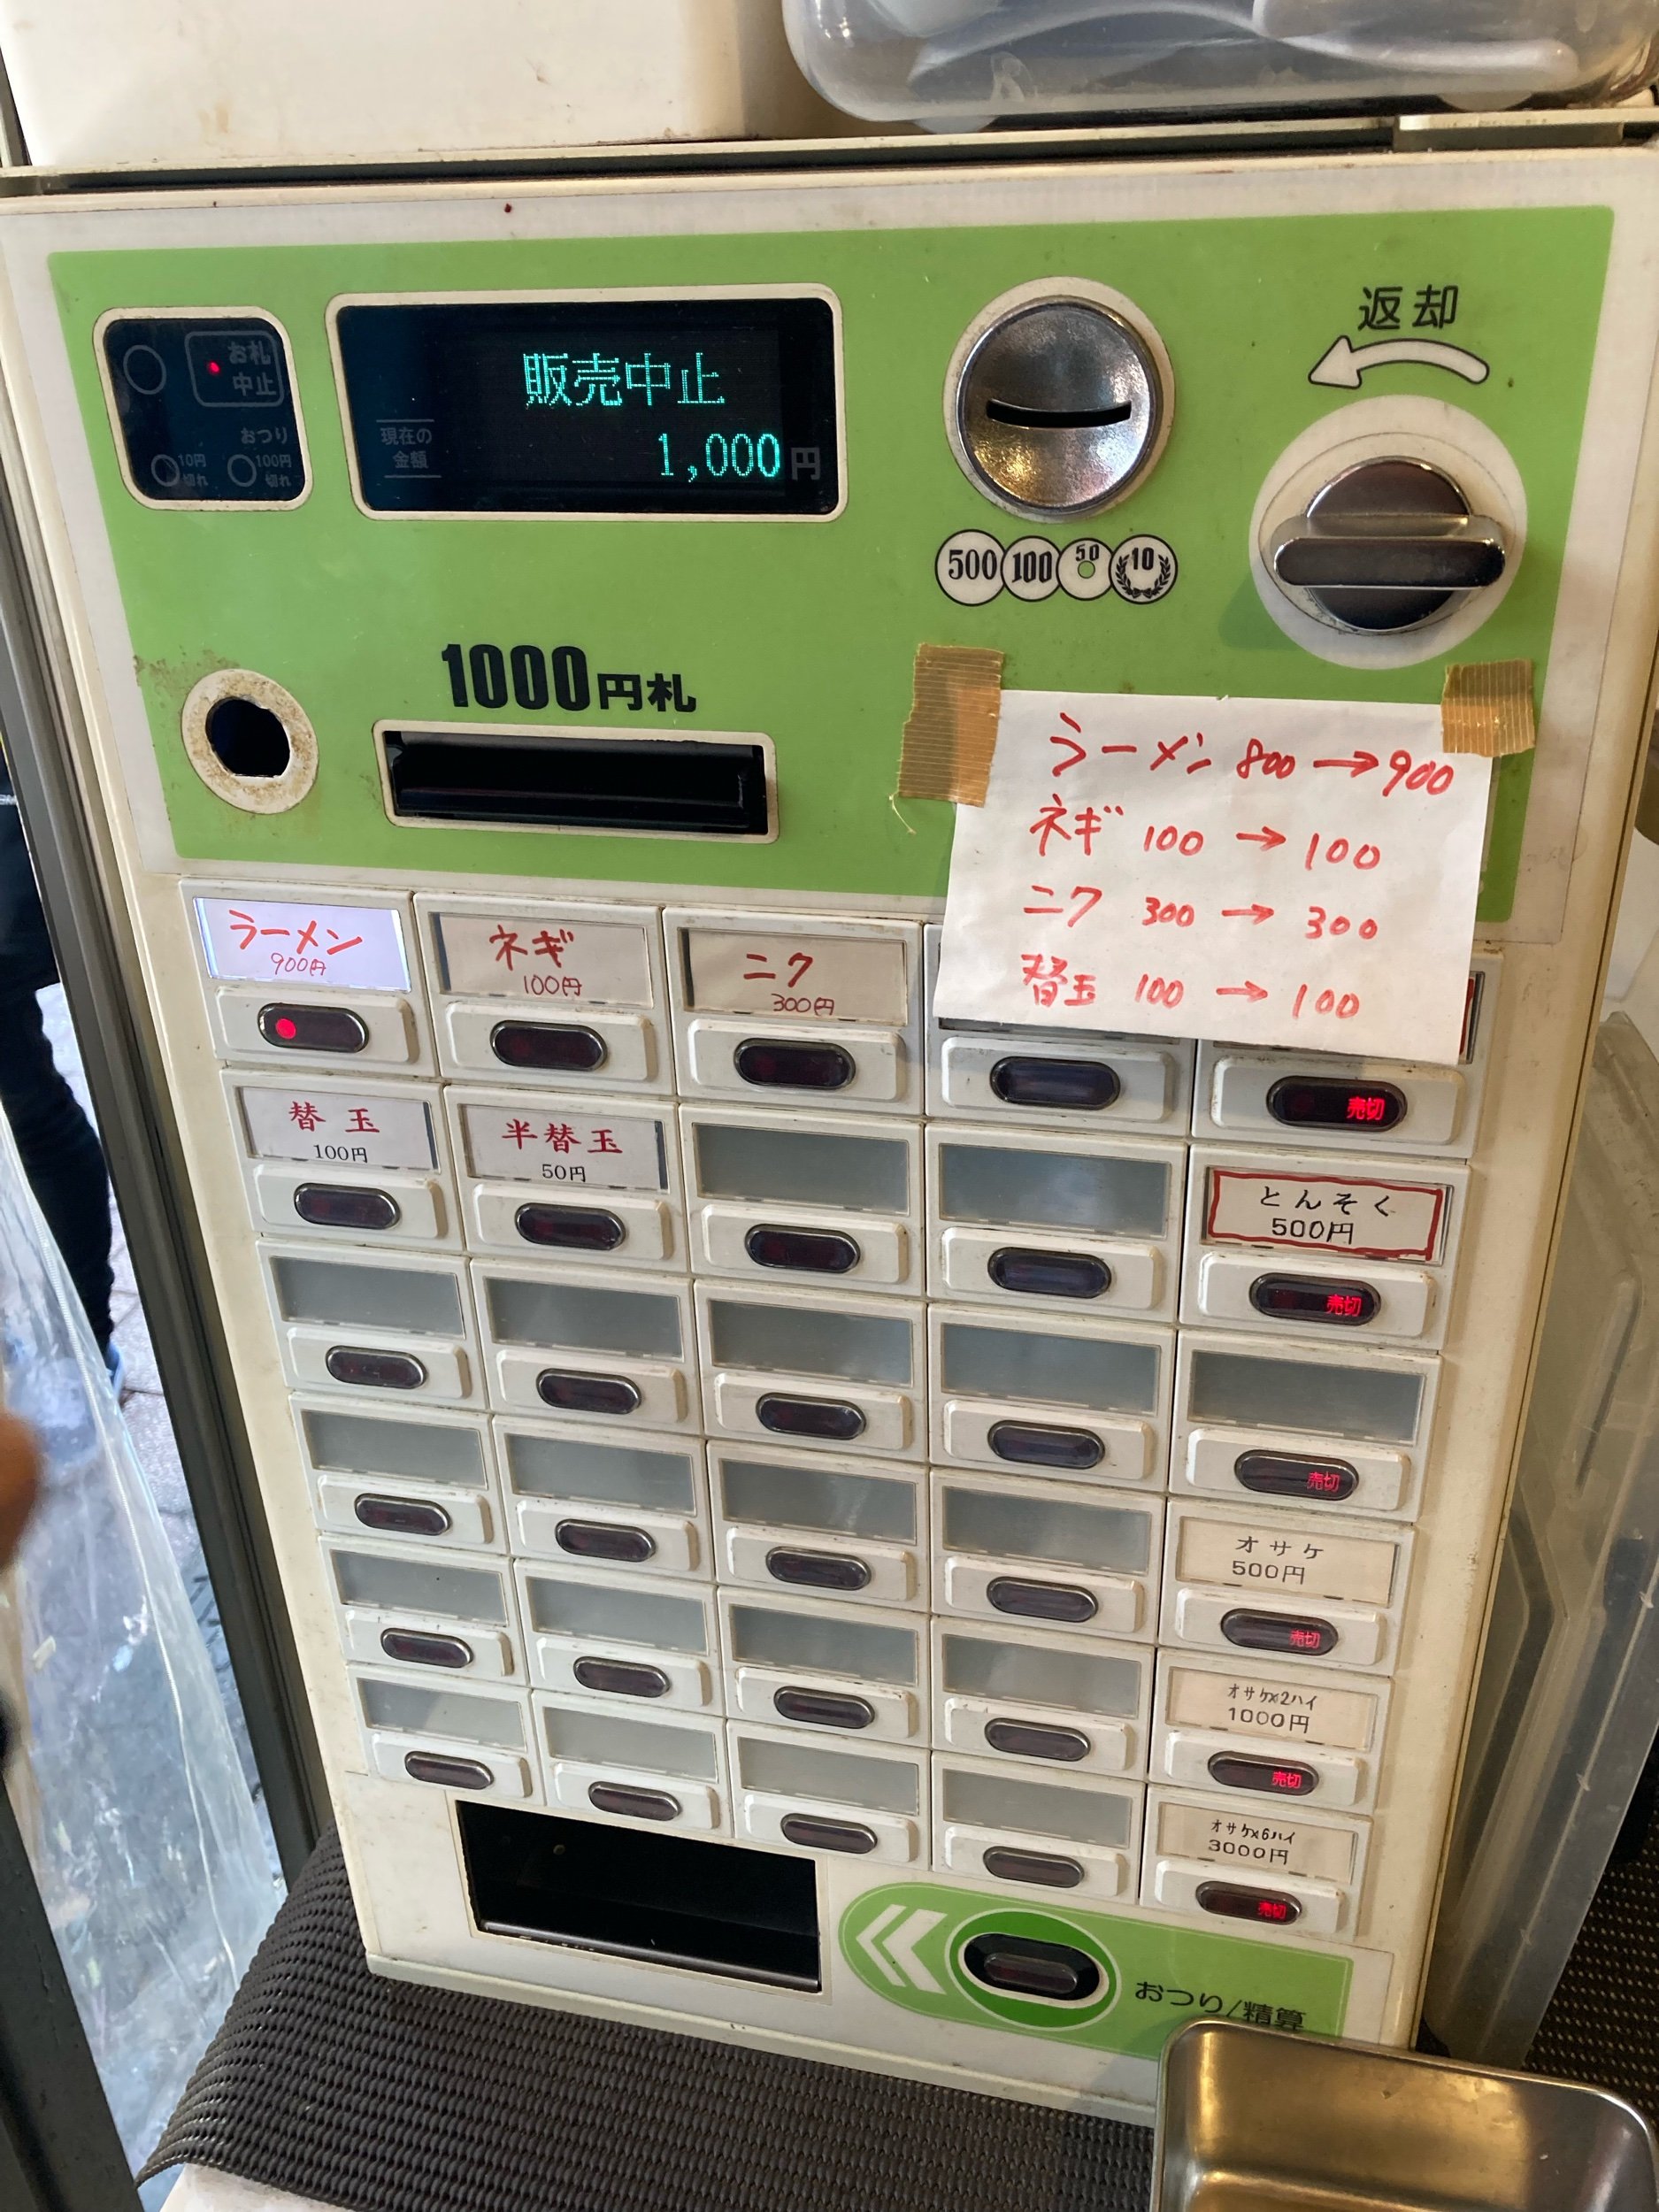 返却
お札
中止
おつり
10円
切れ
100円
切れ
販売中止
現在の
金額
1,000円
500 100 50 10
1000円札
ラーメン 800 → 900
ネギ 100 → 100
ニク 300 → 300
替玉 100 → 100
ラーメン
900円
ネギ
100円
ニク
300円
売切
替玉
100円
半替玉
50円
とんそく
500円
売切
売切
オサケ
500円
売切
オサケx2ハイ
1000円
売切
オサケx6ハイ
3000円
売切
おつり/精算